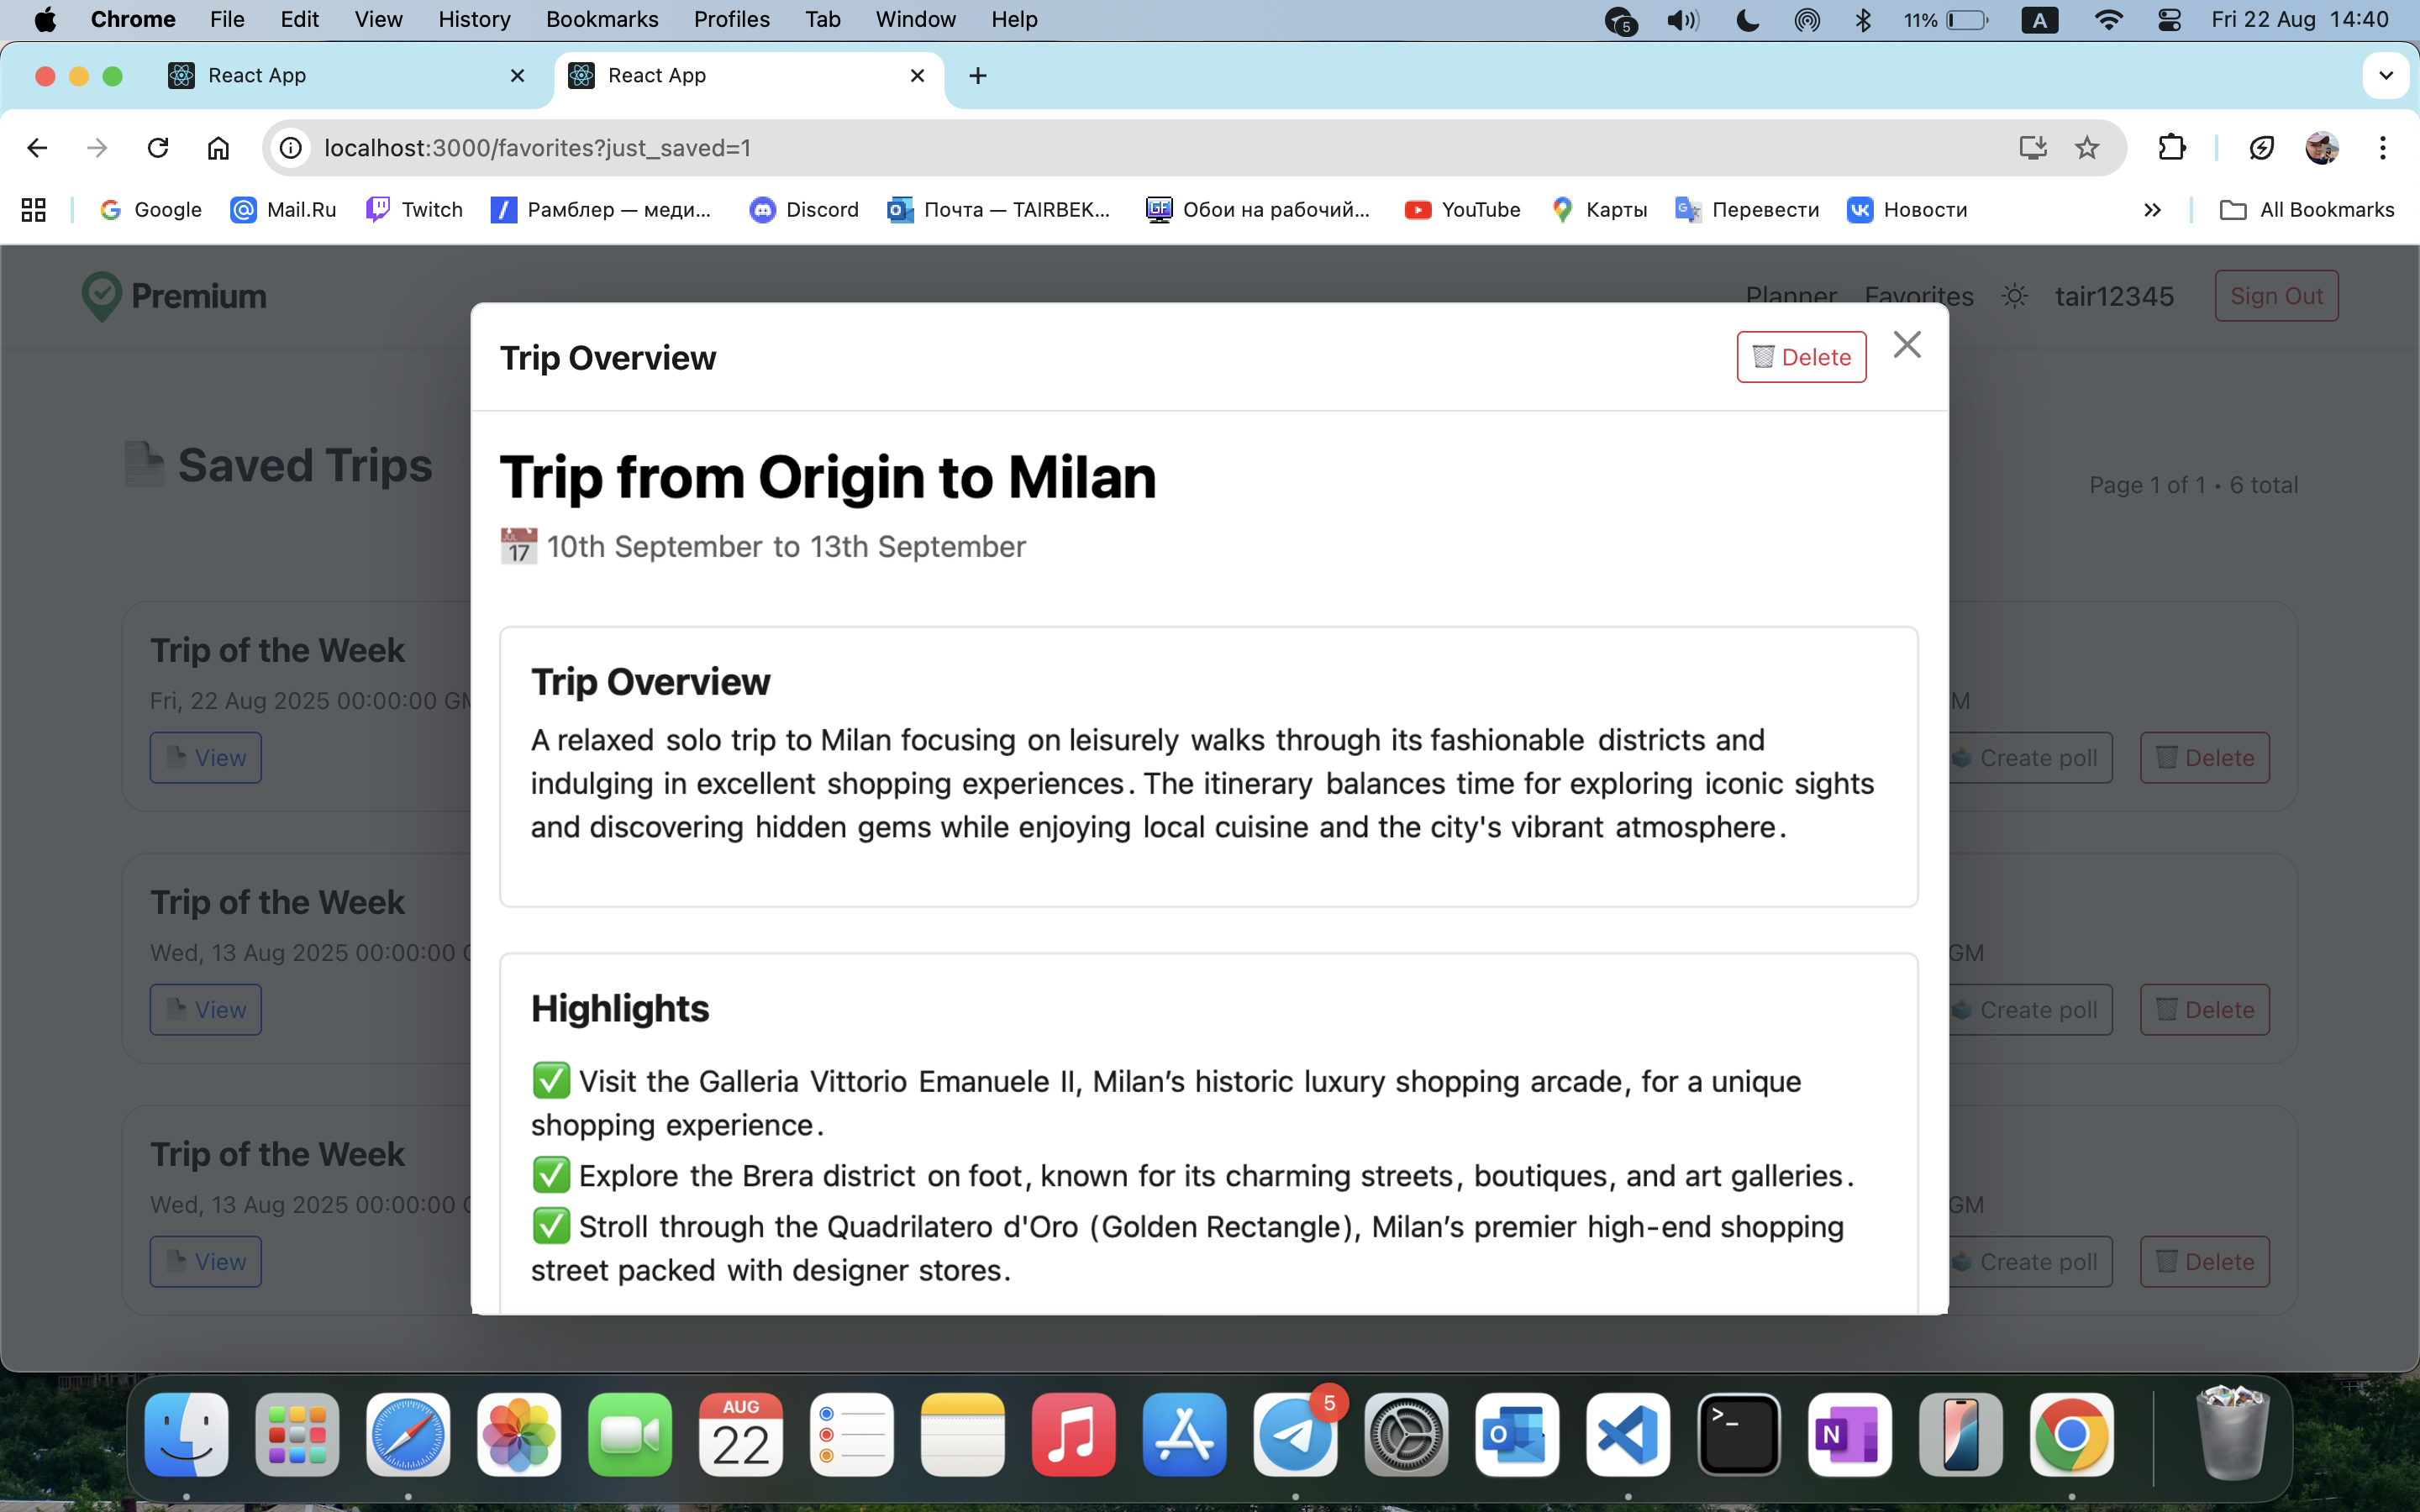 Chrome File Edit View History Bookmarks Profiles Tab Window Help 5 11% A Fri 22 Aug 14:40
React App React App
localhost:3000/favorites?just_saved=1
Google Mail.Ru Twitch Рамблер — меди... Discord Почта — TAIRBEK... Обои на рабочий... YouTube Карты Перевести Новости All Bookmarks
Premium Planner Favorites tair12345 Sign Out
Trip Overview Delete
Saved Trips Page 1 of 1 • 6 total
Trip from Origin to Milan
JUL 17 10th September to 13th September
Trip of the Week
Fri, 22 Aug 2025 00:00:00 GM
View Create poll Delete
Trip Overview
A relaxed solo trip to Milan focusing on leisurely walks through its fashionable districts and
indulging in excellent shopping experiences. The itinerary balances time for exploring iconic sights
and discovering hidden gems while enjoying local cuisine and the city's vibrant atmosphere.
Trip of the Week
Wed, 13 Aug 2025 00:00:00 GM
View Create poll Delete
Highlights
✅ Visit the Galleria Vittorio Emanuele II, Milan’s historic luxury shopping arcade, for a unique
shopping experience.
✅ Explore the Brera district on foot, known for its charming streets, boutiques, and art galleries.
✅ Stroll through the Quadrilatero d'Oro (Golden Rectangle), Milan’s premier high-end shopping
street packed with designer stores.
Trip of the Week
Wed, 13 Aug 2025 00:00:00 GM
View Create poll Delete
AUG 22 5